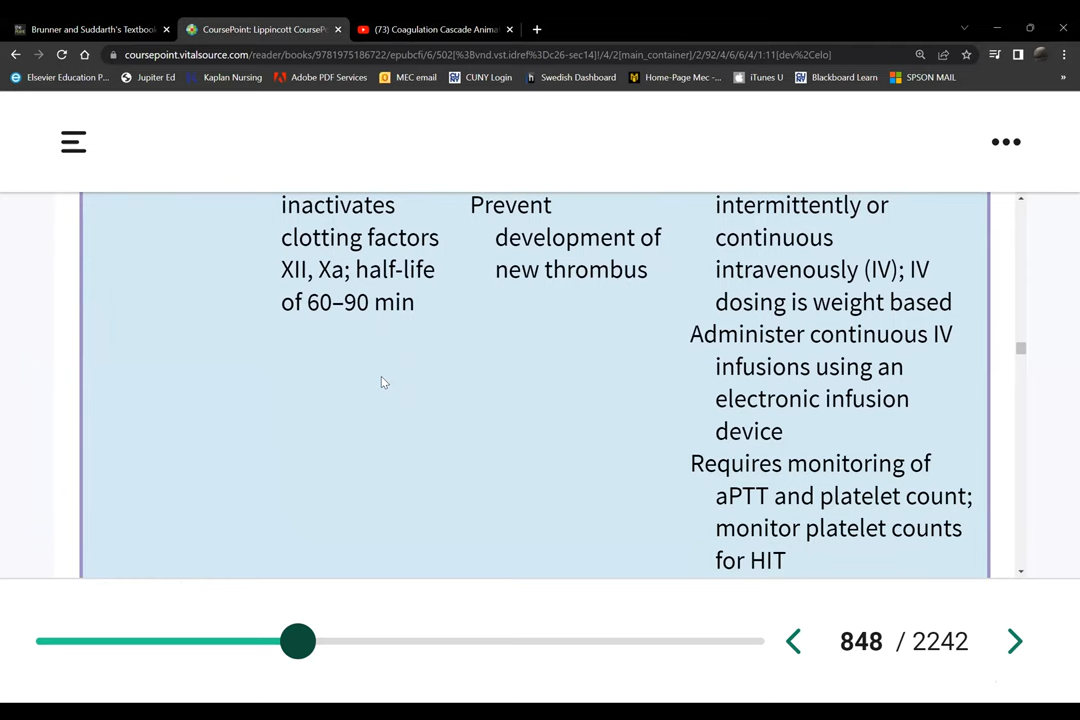 Brunner and Suddarth's Textbook
CoursePoint: Lippincott CourseP
(73) Coagulation Cascade Animat
coursepoint.vitalsource.com/reader/books/9781975186722/epubcfi/6/502[%3Bvnd.vst.idref%3Dc26-sec14]!/4/2[main_container]/2/92/4/6/6/4/1:11[dev%2Celo]
Elsevier Education P...
Jupiter Ed
Kaplan Nursing
Adobe PDF Services
MEC email
CUNY Login
Swedish Dashboard
Home-Page Mec -...
iTunes U
Blackboard Learn
SPSON MAIL
»
inactivates
clotting factors
XII, Xa; half-life
of 60–90 min
Prevent
development of
new thrombus
intermittently or
continuous
intravenously (IV); IV
dosing is weight based
Administer continuous IV
infusions using an
electronic infusion
device
Requires monitoring of
aPTT and platelet count;
monitor platelet counts
for HIT
848 / 2242